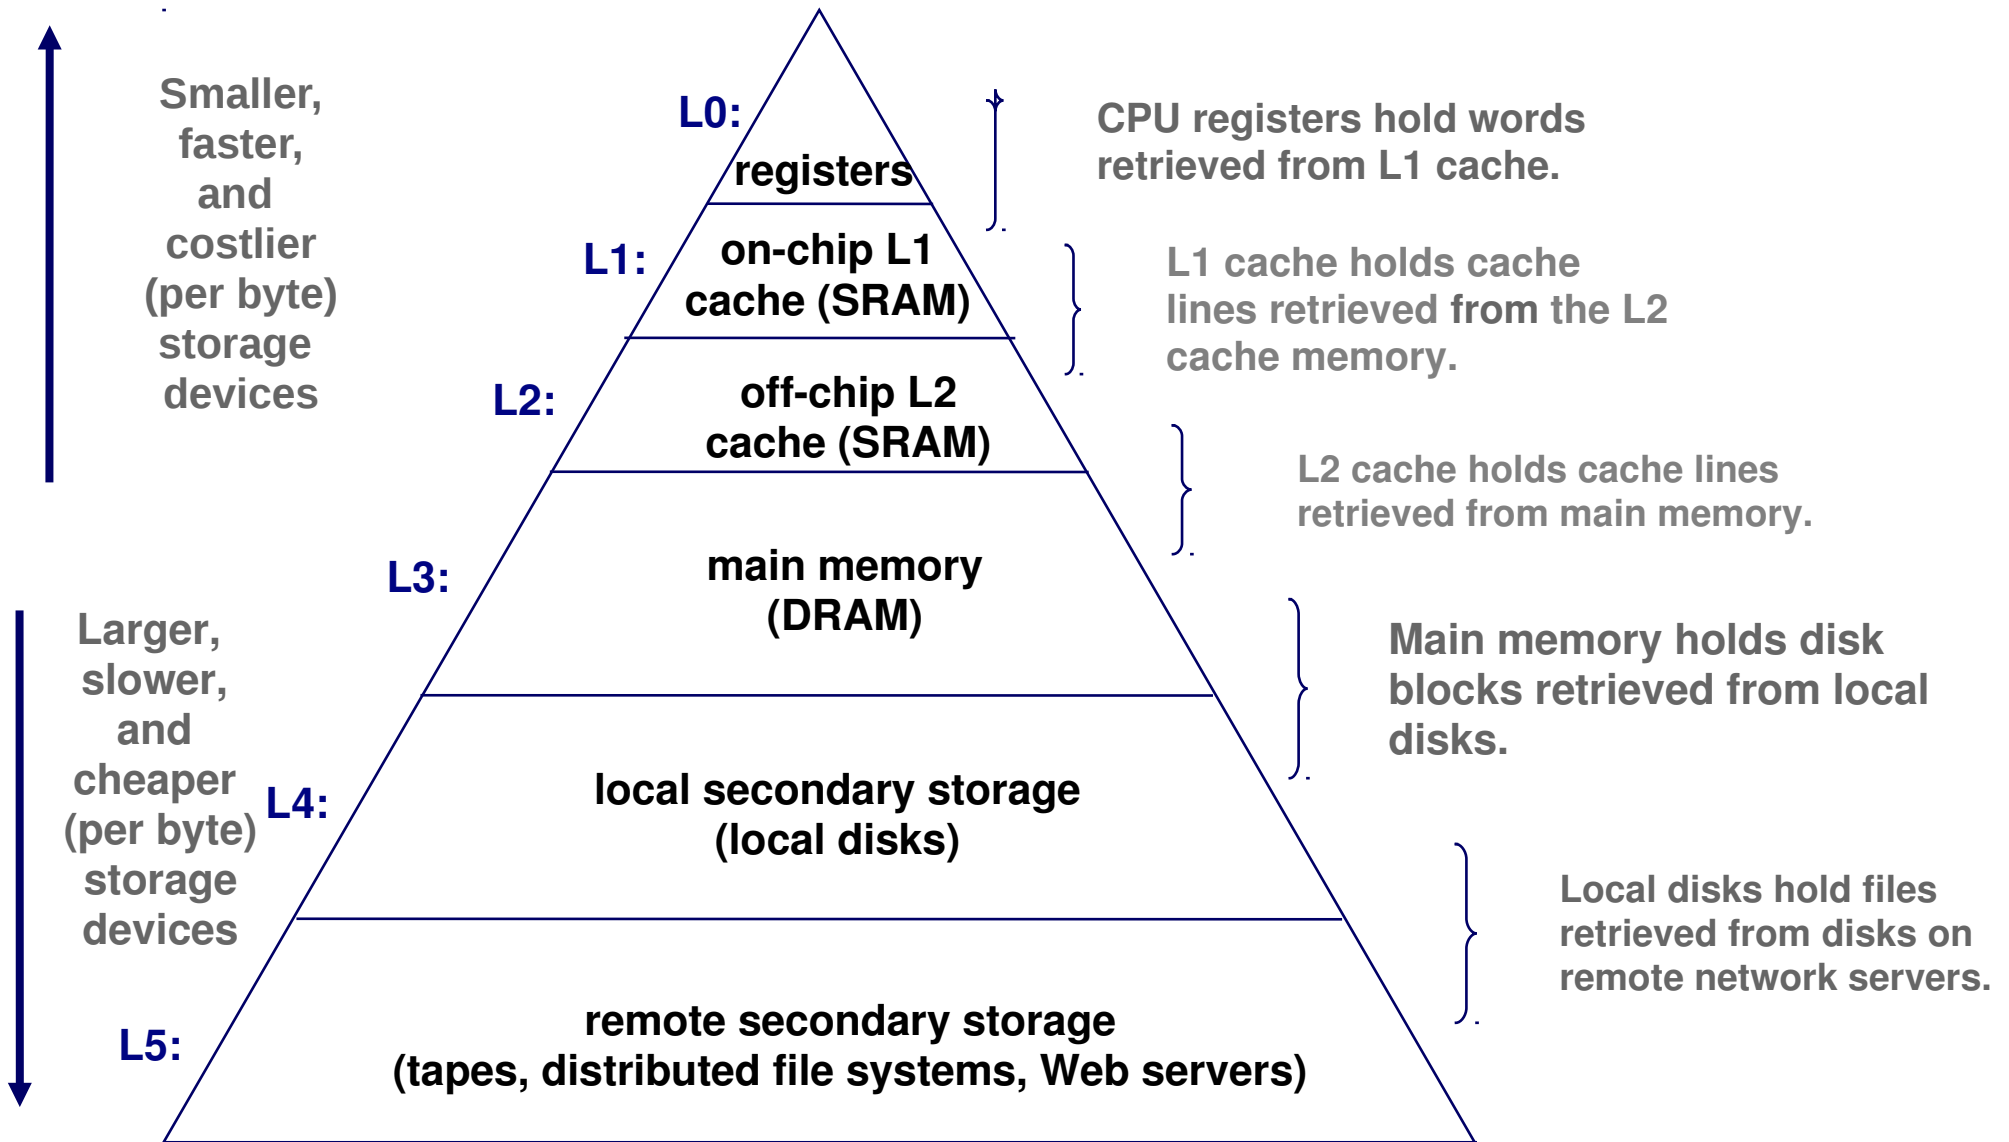 Smaller,
faster,
and
costlier
(per byte)
storage
devices
Larger,
slower,
and
cheaper
(per byte)
storage
devices
L0:
registers
L1:
on-chip L1
cache (SRAM)
L2:
off-chip L2
cache (SRAM)
L3:
main memory
(DRAM)
L4:
local secondary storage
(local disks)
L5:
remote secondary storage
(tapes, distributed file systems, Web servers)
CPU registers hold words
retrieved from L1 cache.
L1 cache holds cache
lines retrieved from the L2
cache memory.
L2 cache holds cache lines
retrieved from main memory.
Main memory holds disk
blocks retrieved from local
disks.
Local disks hold files
retrieved from disks on
remote network servers.